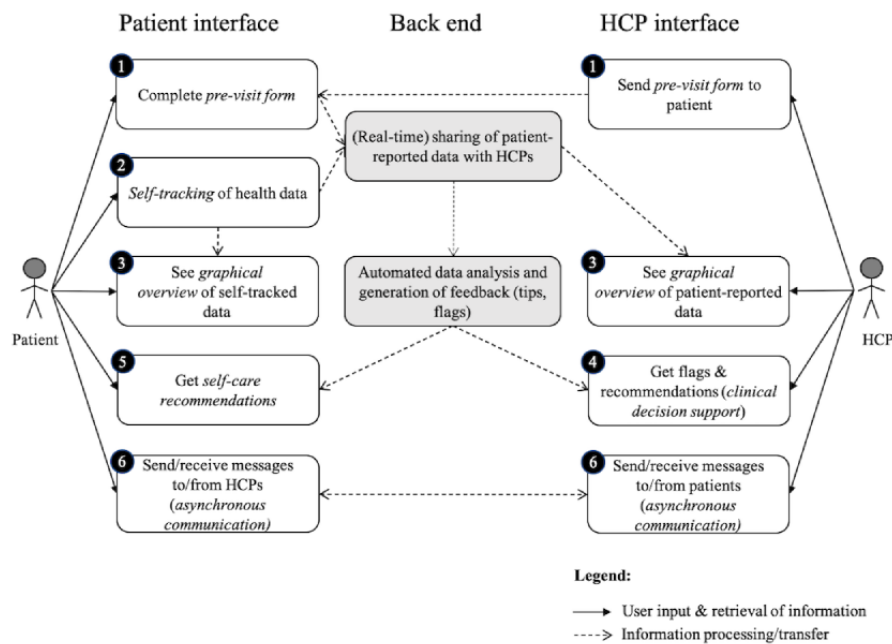 Patient interface
Back end
HCP interface
1
Complete pre-visit form
1
Send pre-visit form to
patient
(Real-time) sharing of patient-
reported data with HCPs
2
Self-tracking of health data
3
See graphical
overview of self-tracked
data
Automated data analysis and
generation of feedback (tips,
flags)
3
See graphical
overview of patient-reported
data
Patient
HCP
5
Get self-care
recommendations
4
Get flags &
recommendations (clinical
decision support)
6
Send/receive messages
to/from HCPs
(asynchronous
communication)
6
Send/receive messages
to/from patients
(asynchronous
communication)
Legend:
User input & retrieval of information
Information processing/transfer